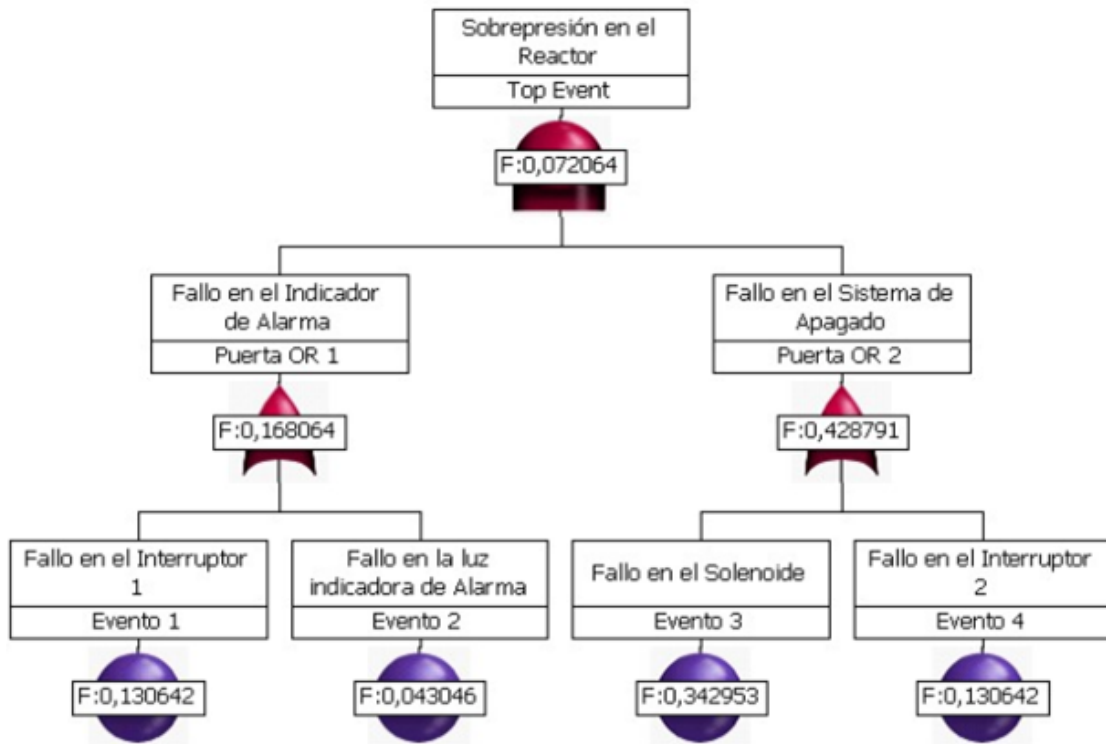 Sobrepresión en el
Reactor
Top Event
F:0,072064
Fallo en el Indicador
de Alarma
Puerta OR 1
F:0,168064
Fallo en el Sistema de
Apagado
Puerta OR 2
F:0,428791
Fallo en el Interruptor
1
Evento 1
F:0,130642
Fallo en la luz
indicadora de Alarma
Evento 2
F:0,043046
Fallo en el Solenoide
Evento 3
F:0,342953
Fallo en el Interruptor
2
Evento 4
F:0,130642